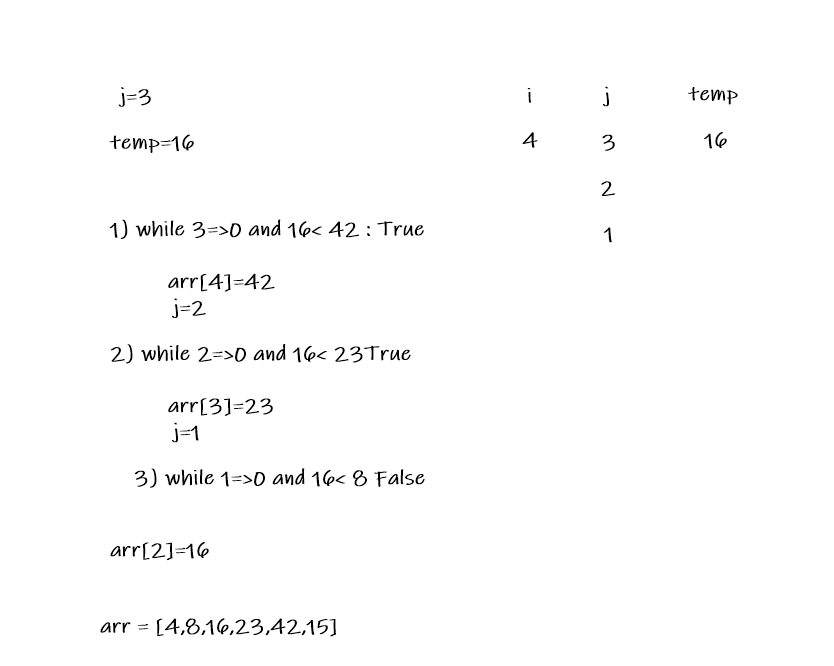 j=3 i j temp
temp=16 4 3 16
2
1) while 3=>0 and 16< 42 : True 1
arr[4]=42
j=2
2) while 2=>0 and 16< 23True
arr[3]=23
j=1
3) while 1=>0 and 16< 8 False
arr[2]=16
arr = [4,8,16,23,42,15]